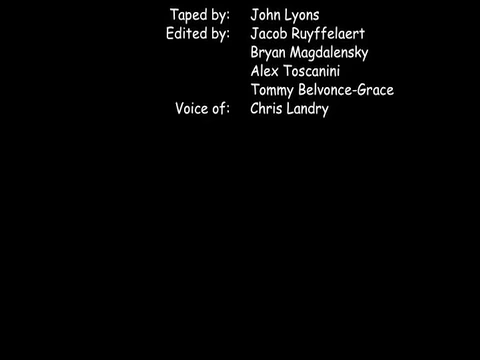 Taped by: John Lyons
Edited by: Jacob Ruyffelaert
Bryan Magdalensky
Alex Toscanini
Tommy Belvonce-Grace
Voice of: Chris Landry